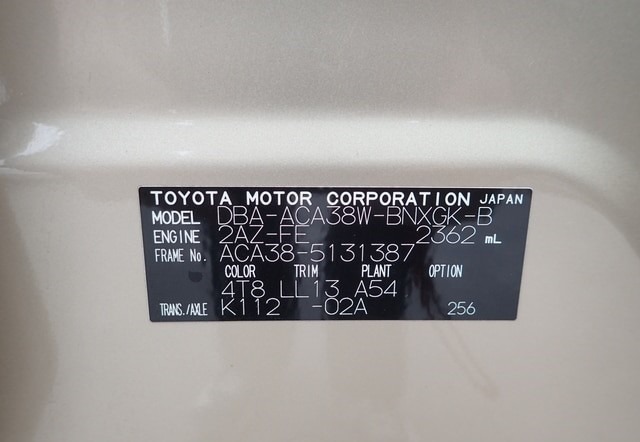 TOYOTA MOTOR CORPORATION JAPAN
MODEL DBA-ACA38W-BNXGK-B
ENGINE 2AZ-FE 2362 mL
FRAME No. ACA38-5131387
COLOR TRIM PLANT OPTION
4T8 LL13 A54
TRANS./AXLE K112 -02A 256